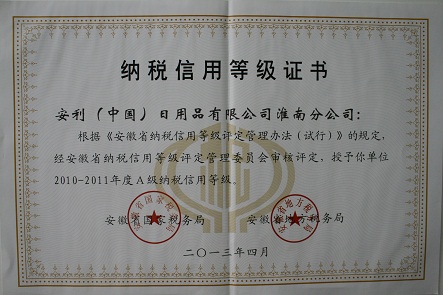 纳税信用等级证书
安利（中国）日用品有限公司淮南分公司：
根据《安徽省纳税信用等级评定管理办法（试行）》的规定，
经安徽省纳税信用等级评定管理委员会审核评定，授予你单位
2010-2011年度A级纳税信用等级。
安徽省国家税务局 安徽省地方税务局
二〇一三年四月